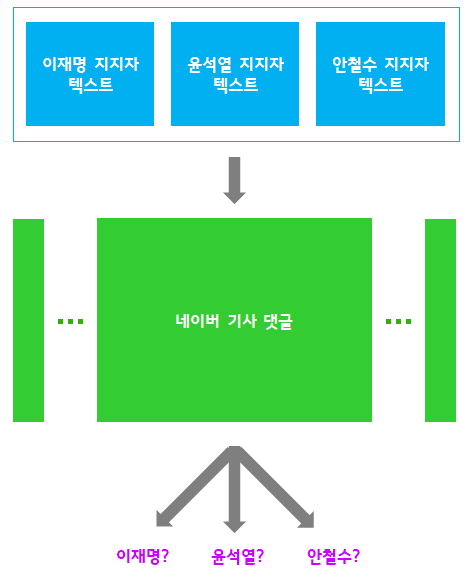 이재명 지지자
텍스트
윤석열 지지자
텍스트
안철수 지지자
텍스트
네이버 기사 댓글
이재명?
윤석열?
안철수?